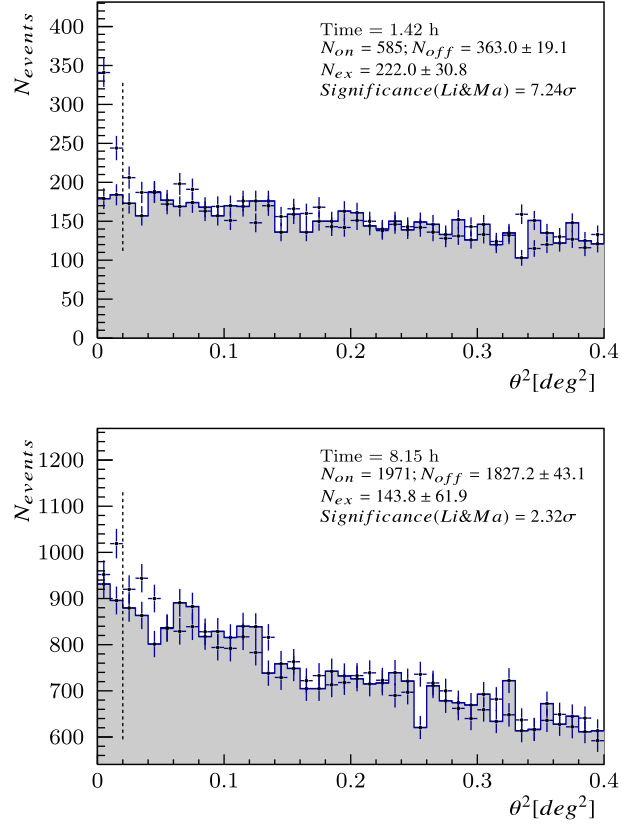 N_events
400
350
300
250
200
150
100
50
0
Time = 1.42 h
N_on = 585; N_off = 363.0 ± 19.1
N_ex = 222.0 ± 30.8
Significance(Li&Ma) = 7.24σ
0 0.1 0.2 0.3 0.4
θ²[deg²]
N_events
1200
1100
1000
900
800
700
600
Time = 8.15 h
N_on = 1971; N_off = 1827.2 ± 43.1
N_ex = 143.8 ± 61.9
Significance(Li&Ma) = 2.32σ
0 0.1 0.2 0.3 0.4
θ²[deg²]